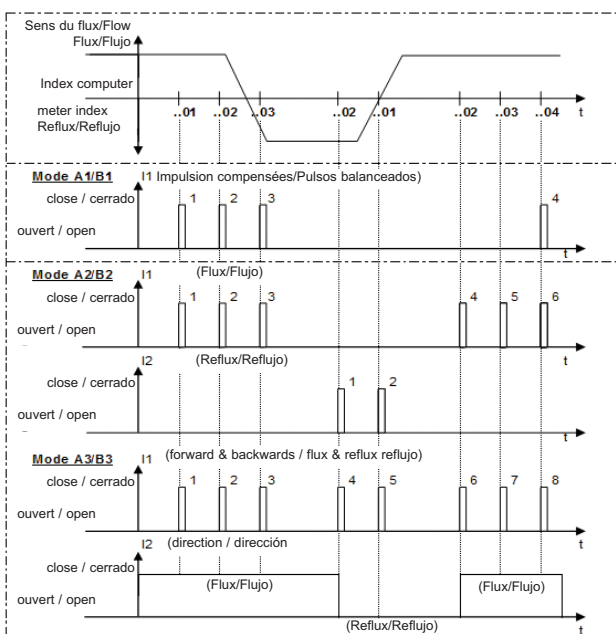 Sens du flux/Flow
Flux/Flujo
Index computer
meter index
Reflux/Reflujo
..01 ..02 ..03 ..02 ..01 ..02 ..03 ..04 t
Mode A1/B1 I1 Impulsion compensées/Pulsos balanceados)
close / cerrado 1 2 3 4
ouvert / open
t
Mode A2/B2 I1 (Flux/Flujo)
close / cerrado 1 2 3 4 5 6
ouvert / open
t
I2 (Reflux/Reflujo)
close / cerrado 1 2
ouvert / open
t
Mode A3/B3 I1 (forward & backwards / flux & reflux reflujo)
close / cerrado 1 2 3 4 5 6 7 8
ouvert / open
t
I2 (direction / dirección
close / cerrado
(Flux/Flujo) (Flux/Flujo)
ouvert / open
(Reflux/Reflujo) t